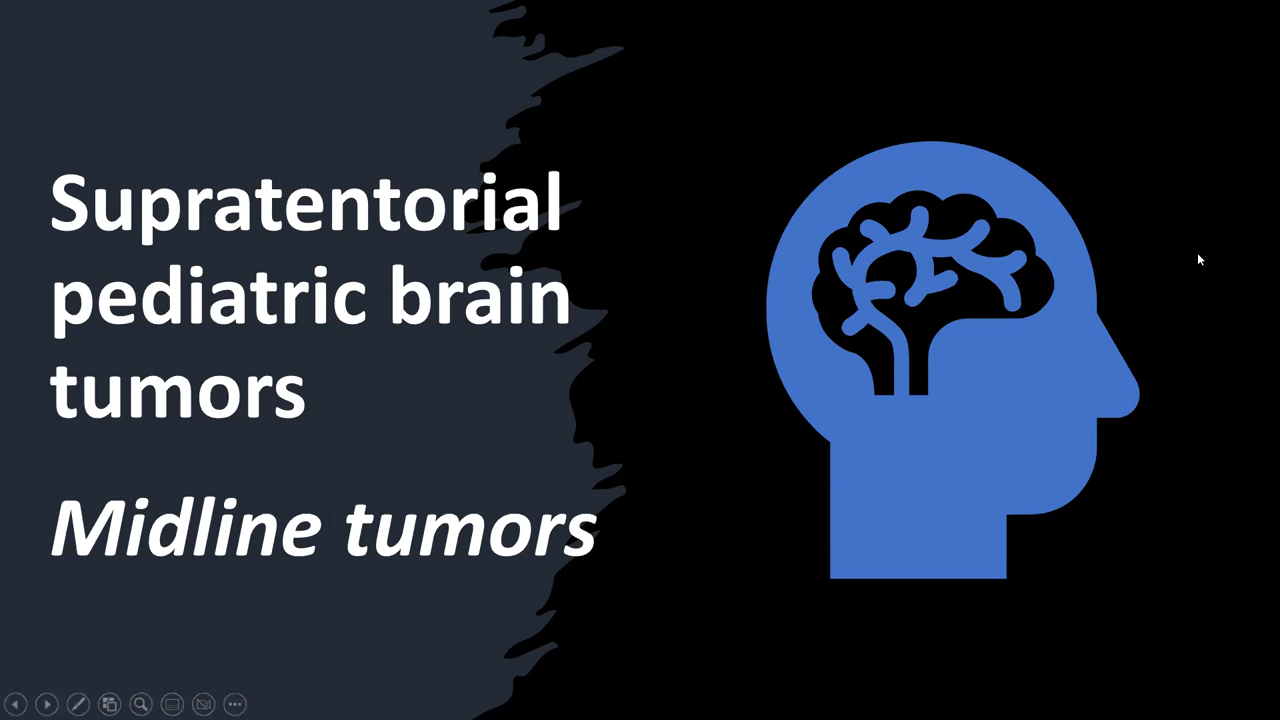 Supratentorial
pediatric brain
tumors
Midline tumors